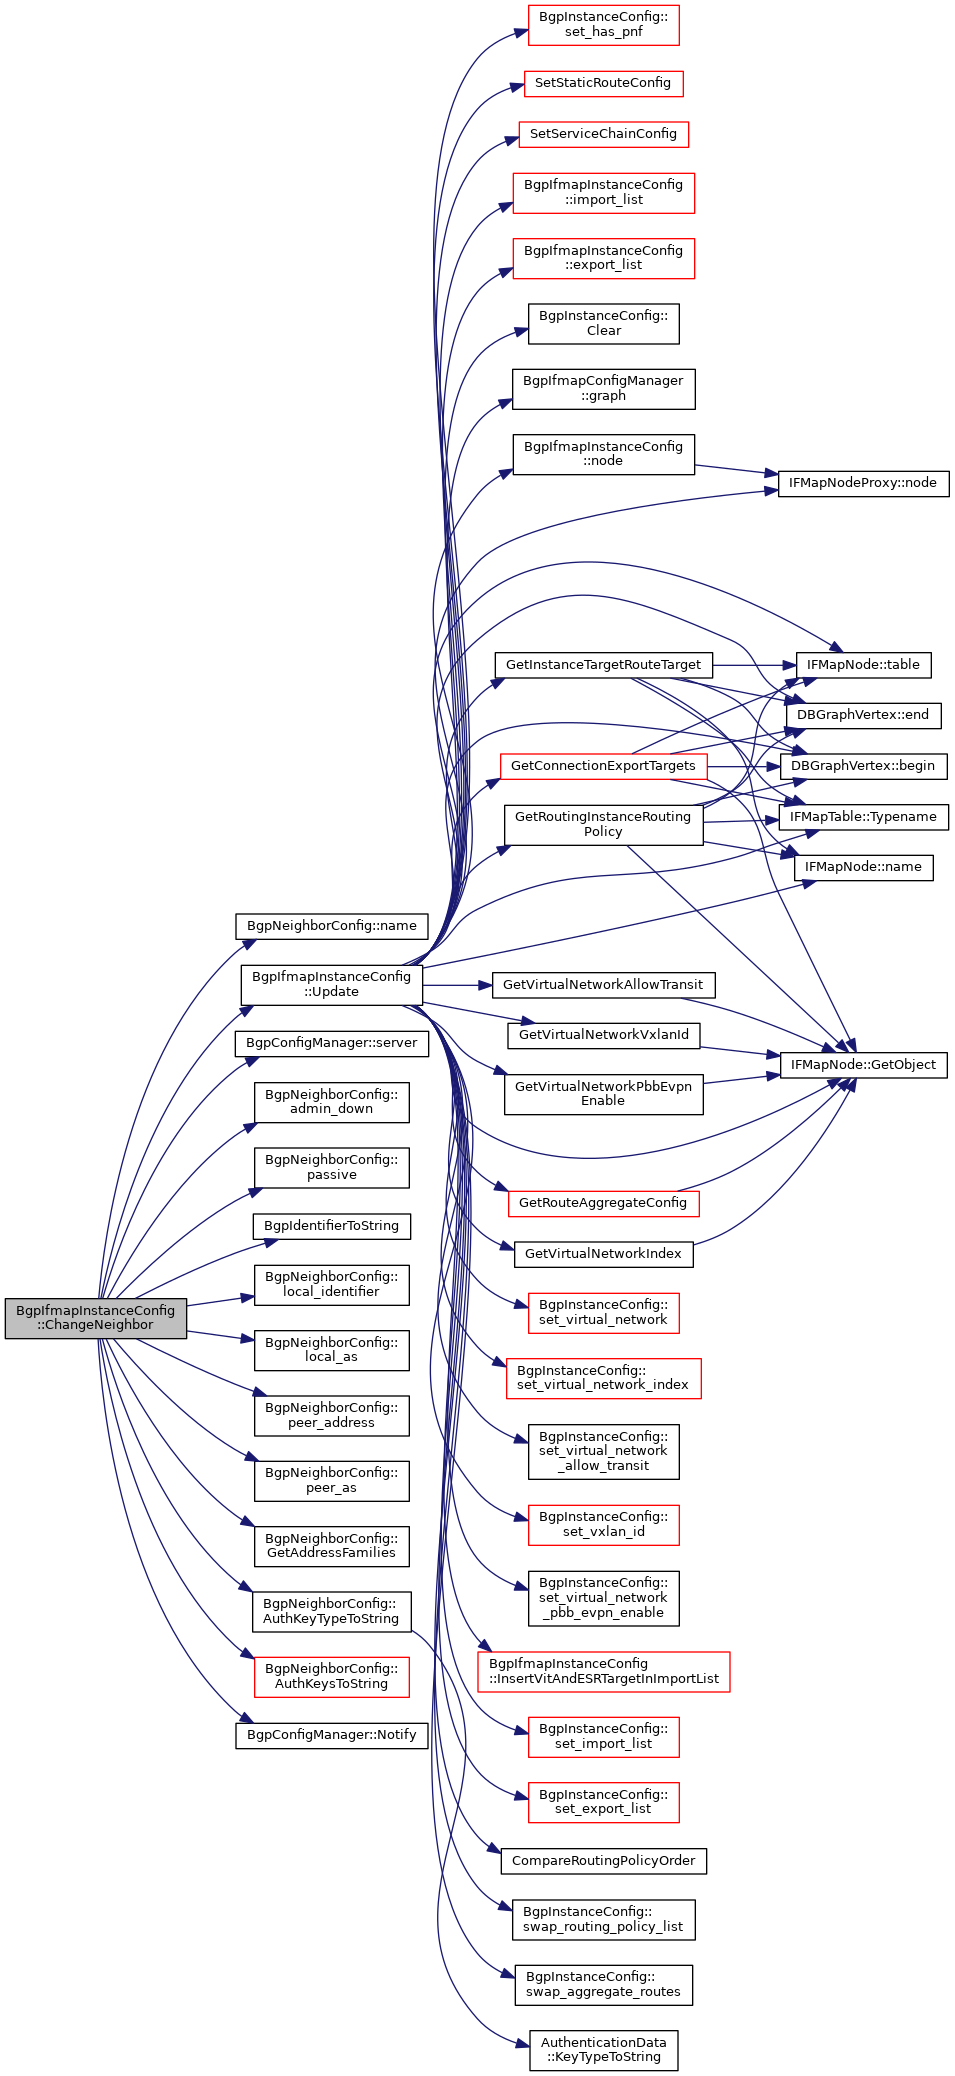 BgpInstanceConfig::
set_has_pnf
SetStaticRouteConfig
SetServiceChainConfig
BgpIfmapInstanceConfig
::import_list
BgpIfmapInstanceConfig
::export_list
BgpInstanceConfig::
Clear
BgpIfmapConfigManager
::graph
BgpIfmapInstanceConfig
::node
IFMapNodeProxy::node
GetInstanceTargetRouteTarget
IFMapNode::table
DBGraphVertex::end
GetConnectionExportTargets
DBGraphVertex::begin
GetRoutingInstanceRouting
Policy
IFMapTable::Typename
IFMapNode::name
BgpNeighborConfig::name
BgpIfmapInstanceConfig
::Update
GetVirtualNetworkAllowTransit
GetVirtualNetworkVxlanId
BgpConfigManager::server
IFMapNode::GetObject
GetVirtualNetworkPbbEvpn
Enable
BgpNeighborConfig::
admin_down
BgpNeighborConfig::
passive
GetRouteAggregateConfig
BgpIdentifierToString
GetVirtualNetworkIndex
BgpNeighborConfig::
local_identifier
BgpIfmapInstanceConfig
::ChangeNeighbor
BgpInstanceConfig::
set_virtual_network
BgpNeighborConfig::
local_as
BgpInstanceConfig::
set_virtual_network_index
BgpNeighborConfig::
peer_address
BgpInstanceConfig::
set_virtual_network
_allow_transit
BgpNeighborConfig::
peer_as
BgpInstanceConfig::
set_vxlan_id
BgpNeighborConfig::
GetAddressFamilies
BgpInstanceConfig::
set_virtual_network
_pbb_evpn_enable
BgpNeighborConfig::
AuthKeyTypeToString
BgpIfmapInstanceConfig
::InsertVitAndESRTargetInImportList
BgpNeighborConfig::
AuthKeysToString
BgpConfigManager::Notify
BgpInstanceConfig::
set_import_list
BgpInstanceConfig::
set_export_list
CompareRoutingPolicyOrder
BgpInstanceConfig::
swap_routing_policy_list
BgpInstanceConfig::
swap_aggregate_routes
AuthenticationData
::KeyTypeToString